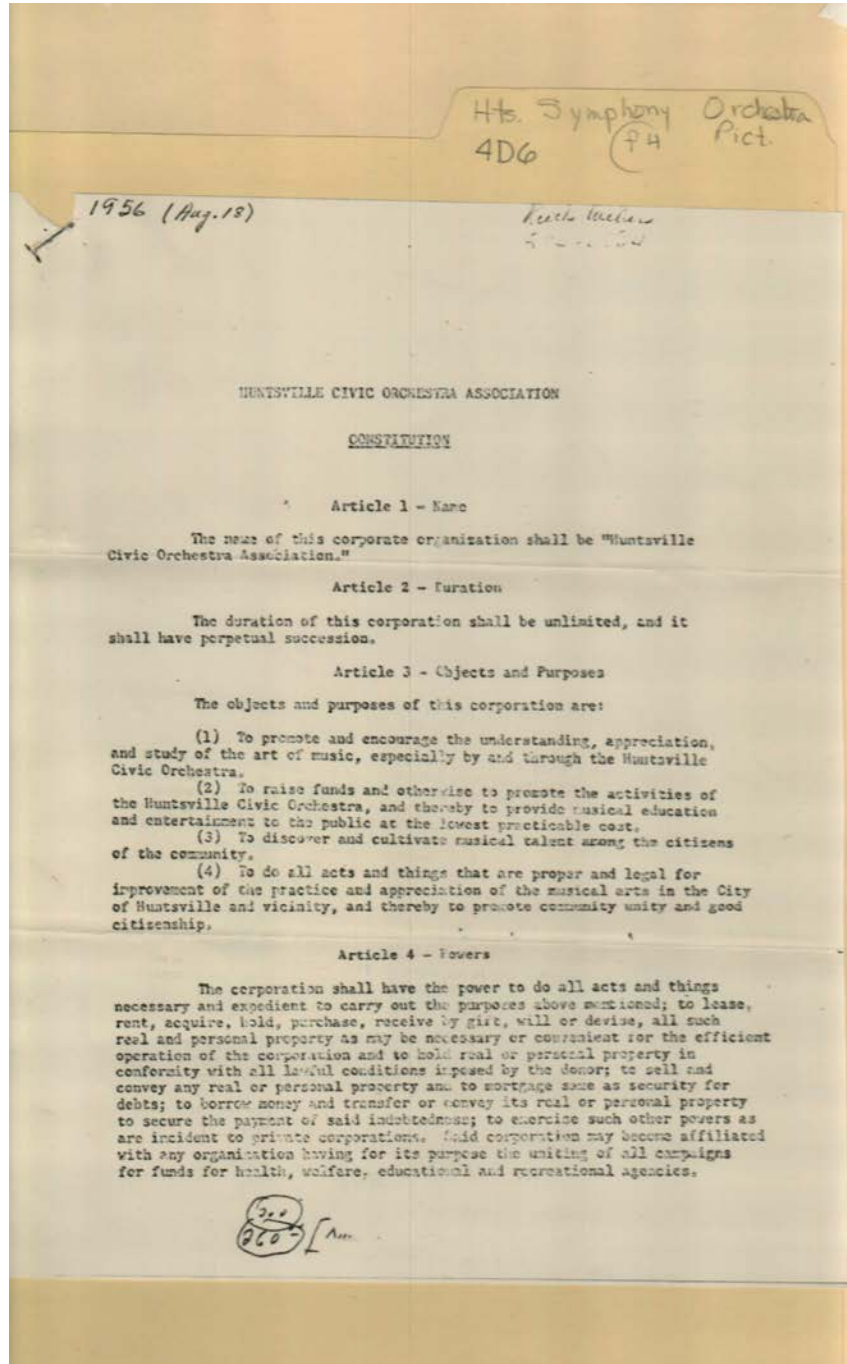 Hts. Symphony Orchestra
4D6 P4 Pict.
1956 (Aug. 18)
HUNTSVILLE CIVIC ORCHESTRA ASSOCIATION
CONSTITUTION
Article 1 - Name
The name of this corporate organization shall be "Huntsville
Civic Orchestra Association."
Article 2 - Duration
The duration of this corporation shall be unlimited, and it
shall have perpetual succession.
Article 3 - Objects and Purposes
The objects and purposes of this corporation are:
(1) To promote and encourage the understanding, appreciation,
and study of the art of music, especially by and through the Huntsville
Civic Orchestra.
(2) To raise funds and otherwise to promote the activities of
the Huntsville Civic Orchestra, and thereby to provide musical education
and entertainment to the public at the lowest practicable cost.
(3) To discover and cultivate musical talent among the citizens
of the community.
(4) To do all acts and things that are proper and legal for
improvement of the practice and appreciation of the musical arts in the City
of Huntsville and vicinity, and thereby to promote community unity and good
citizenship.
Article 4 - Powers
The corporation shall have the power to do all acts and things
necessary and expedient to carry out the purposes above mentioned; to lease,
rent, acquire, hold, purchase, receive by gift, will or devise, all such
real and personal property as may be necessary or convenient for the efficient
operation of the corporation and to hold real or personal property in
conformity with all lawful conditions imposed by the donor; to sell and
convey any real or personal property and to mortgage same as security for
debts; to borrow money and transfer or convey its real or personal property
to secure the payment of said indebtedness; to exercise such other powers as
are incident to private corporations. Said corporation may become affiliated
with any organization having for its purpose the uniting of all campaigns
for funds for health, welfare, educational and recreational agencies.